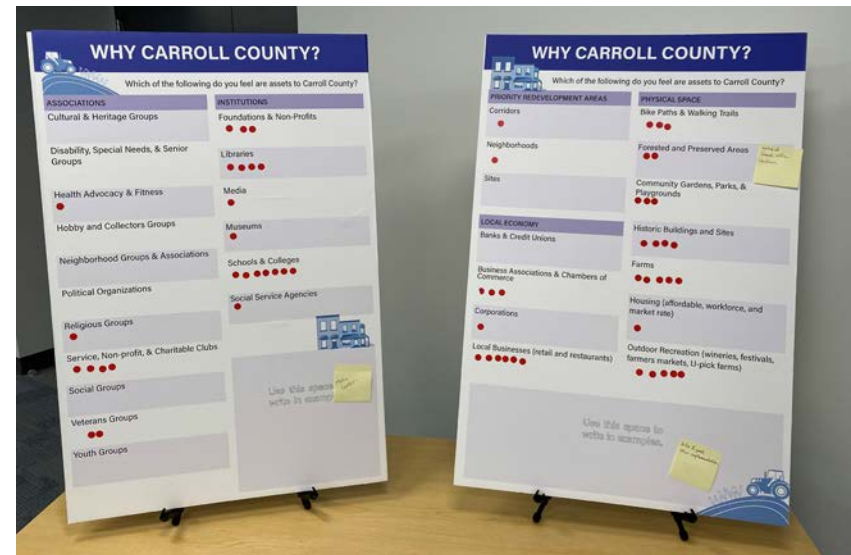 WHY CARROLL COUNTY?
Which of the following do you feel are assets to Carroll County?
ASSOCIATIONS
Cultural & Heritage Groups
Disability, Special Needs, & Senior
Groups
Health Advocacy & Fitness
Hobby and Collectors Groups
Neighborhood Groups & Associations
Political Organizations
Religious Groups
Service, Non-profit, & Charitable Clubs
Social Groups
Veterans Groups
Youth Groups
INSTITUTIONS
Foundations & Non-Profits
Libraries
Media
Museums
Schools & Colleges
Social Service Agencies
Use this space
write in
WHY CARROLL COUNTY?
Which of the following do you feel are assets to Carroll County?
PRIORITY REDEVELOPMENT AREAS
Corridors
Neighborhoods
Sites
LOCAL ECONOMY
Banks & Credit Unions
Business Associations & Chambers of
Commerce
Corporations
Local Businesses (retail and restaurants)
PHYSICAL SPACE
Bike Paths & Walking Trails
Forested and Preserved Areas
Community Gardens, Parks, &
Playgrounds
Historic Buildings and Sites
Farms
Housing (affordable, workforce, and
market rate)
Outdoor Recreation (wineries, festivals,
farmers markets, U-pick farms)
Use this space to
write in examples.